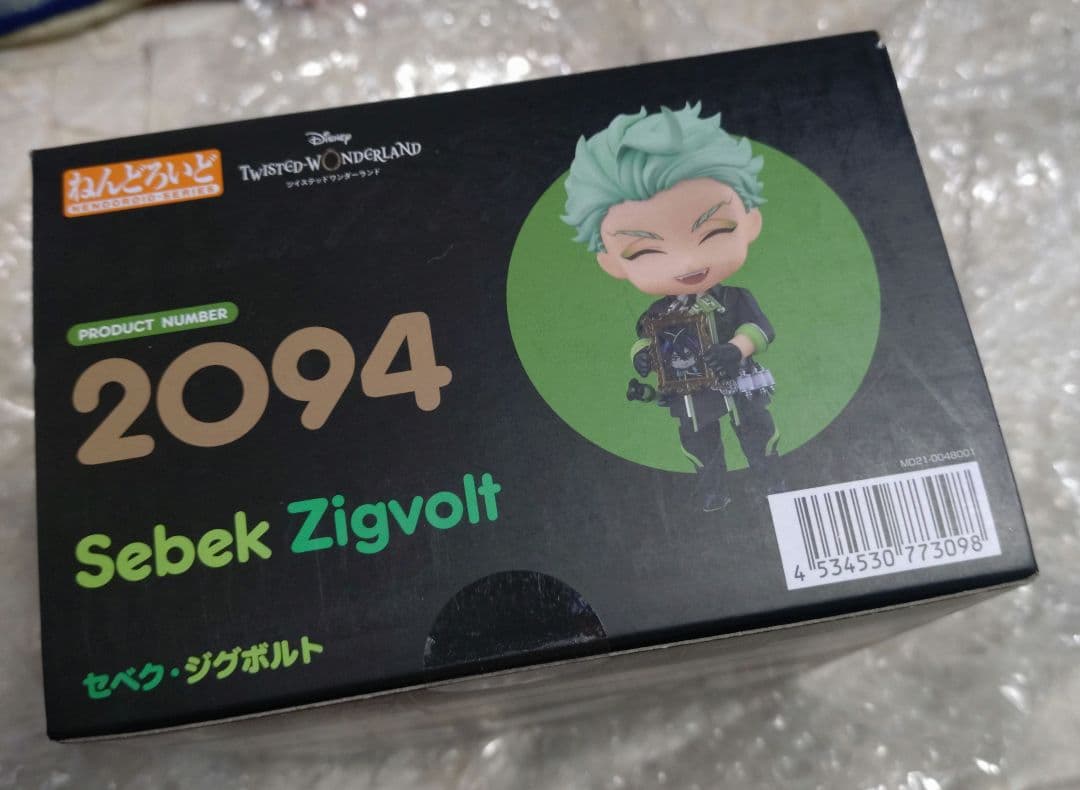 ねんどろいど
NENDOROID-SERIES
Disney
TWISTED-WONDERLAND
ツイステッドワンダーランド
PRODUCT NUMBER
2094
Sebek Zigvolt
セベク・ジグボルト
MD21-0048001
4 534530 773098